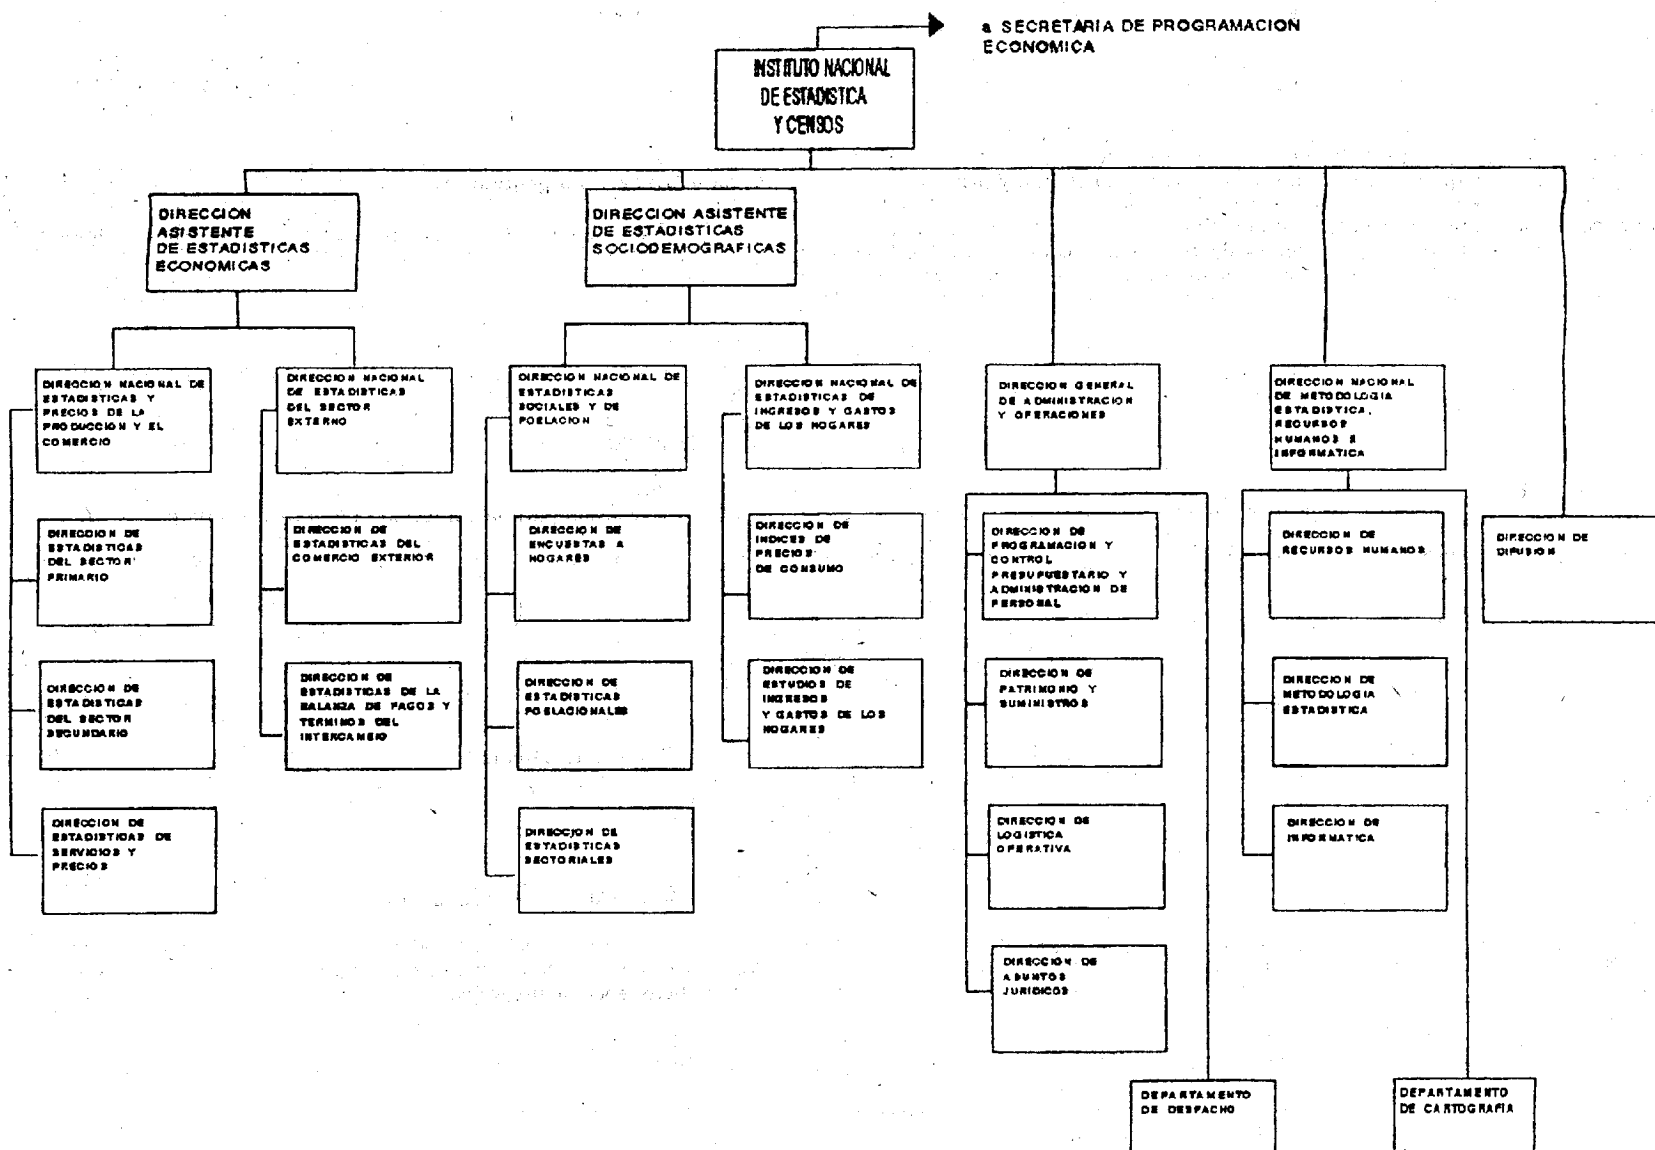 a SECRETARIA DE PROGRAMACION
ECONOMICA
INSTITUTO NACIONAL
DE ESTADISTICA
Y CENSOS
DIRECCION
ASISTENTE
DE ESTADISTICAS
ECONOMICAS
DIRECCION ASISTENTE
DE ESTADISTICAS
SOCIODEMOGRAFICAS
DIRECCION NACIONAL DE
ESTADISTICAS Y
PRECIOS DE LA
PRODUCCION Y EL
COMERCIO
DIRECCION NACIONAL
DE ESTADISTICAS
DEL SECTOR
EXTERNO
DIRECCION NACIONAL DE
ESTADISTICAS
SOCIALES Y DE
POBLACION
DIRECCION NACIONAL DE
ESTADISTICAS DE
INGRESOS Y GASTOS
DE LOS HOGARES
DIRECCION GENERAL
DE ADMINISTRACION
Y OPERACIONES
DIRECCION NACIONAL
DE METODOLOGIA
ESTADISTICA,
RECURSOS
HUMANOS E
INFORMATICA
DIRECCION DE
ESTADISTICAS
DEL SECTOR
PRIMARIO
DIRECCION DE
ESTADISTICAS DEL
COMERCIO EXTERIOR
DIRECCION DE
ENCUESTAS A
HOGARES
DIRECCION DE
INDICES DE
PRECIOS
DE CONSUMO
DIRECCION DE
PROGRAMACION Y
CONTROL
PRESUPUESTARIO Y
ADMINISTRACION DE
PERSONAL
DIRECCION DE
RECURSOS HUMANOS
DIRECCION DE
DIFUSION
DIRECCION DE
ESTADISTICAS
DEL SECTOR
SECUNDARIO
DIRECCION DE
ESTADISTICAS DE LA
BALANZA DE PAGOS Y
TERMINOS DEL
INTERCAMBIO
DIRECCION DE
ESTADISTICAS
POBLACIONALES
DIRECCION DE
ESTUDIOS DE
INGRESOS
Y GASTOS DE LOS
HOGARES
DIRECCION DE
PATRIMONIO Y
SUMINISTROS
DIRECCION DE
METODOLOGIA
ESTADISTICA
DIRECCION DE
ESTADISTICAS DE
SERVICIOS Y
PRECIOS
DIRECCION DE
ESTADISTICAS
SECTORIALES
DIRECCION DE
LOGISTICA
OPERATIVA
DIRECCION DE
INFORMATICA
DIRECCION DE
ASUNTOS
JURIDICOS
DEPARTAMENTO
DE DESPACHO
DEPARTAMENTO
DE CARTOGRAFIA